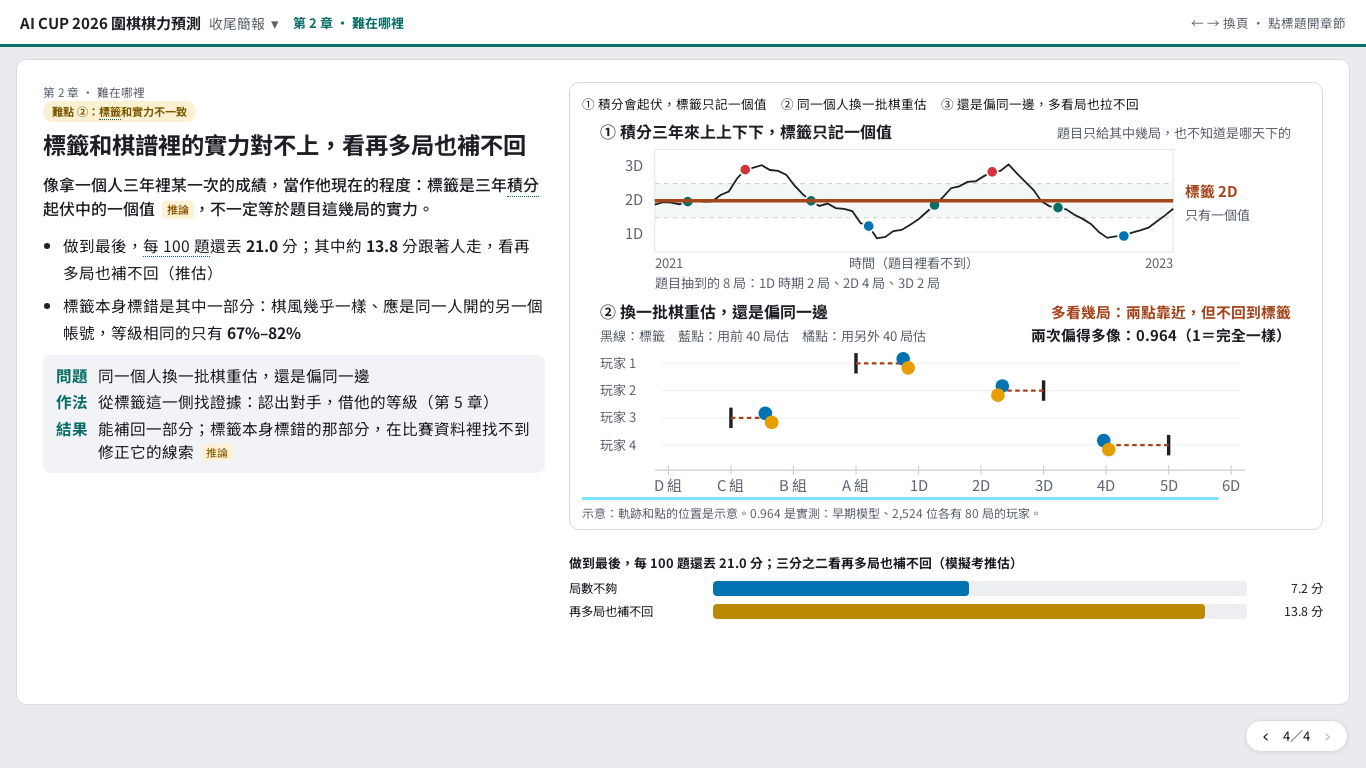 AI CUP 2026 圍棋棋力預測 收尾簡報 ▼ 第 2 章 · 難在哪裡
← → 換頁 · 點標題開章節
第 2 章 · 難在哪裡
難點 ②：標籤和實力不一致
標籤和棋譜裡的實力對不上，看再多局也補不回
像拿一個人三年裡某一次的成績，當作他現在的程度：標籤是三年積分
起伏中的一個值 推論，不一定等於題目這幾局的實力。
• 做到最後，每 100 題還丟 21.0 分；其中約 13.8 分跟著人走，看再
多局也補不回（推估）
• 標籤本身標錯是其中一部分：棋風幾乎一樣、應是同一人開的另一個
帳號，等級相同的只有 67%–82%
問題 同一個人換一批棋重估，還是偏同一邊
作法 從標籤這一側找證據：認出對手，借他的等級（第 5 章）
結果 能補回一部分；標籤本身標錯的那部分，在比賽資料裡找不到
修正它的線索 推論
① 積分會起伏，標籤只記一個值 ② 同一個人換一批棋重估 ③ 還是偏同一邊，多看局也拉不回
① 積分三年來上上下下，標籤只記一個值
題目只給其中幾局，也不知道是哪天下的
3D
2D
1D
標籤 2D
只有一個值
2021 時間（題目裡看不到） 2023
題目抽到的 8 局：1D 時期 2 局、2D 4 局、3D 2 局
② 換一批棋重估，還是偏同一邊
多看幾局：兩點靠近，但不回到標籤
黑線：標籤 藍點：用前 40 局估 橘點：用另外 40 局估
兩次偏得多像：0.964（1＝完全一樣）
玩家 1
玩家 2
玩家 3
玩家 4
D 組 C 組 B 組 A 組 1D 2D 3D 4D 5D 6D
示意：軌跡和點的位置是示意。0.964 是實測：早期模型、2,524 位各有 80 局的玩家。
做到最後，每 100 題還丟 21.0 分；三分之二看再多局也補不回（模擬考推估）
局數不夠 7.2 分
再多局也補不回 13.8 分
‹ 4／4 ›